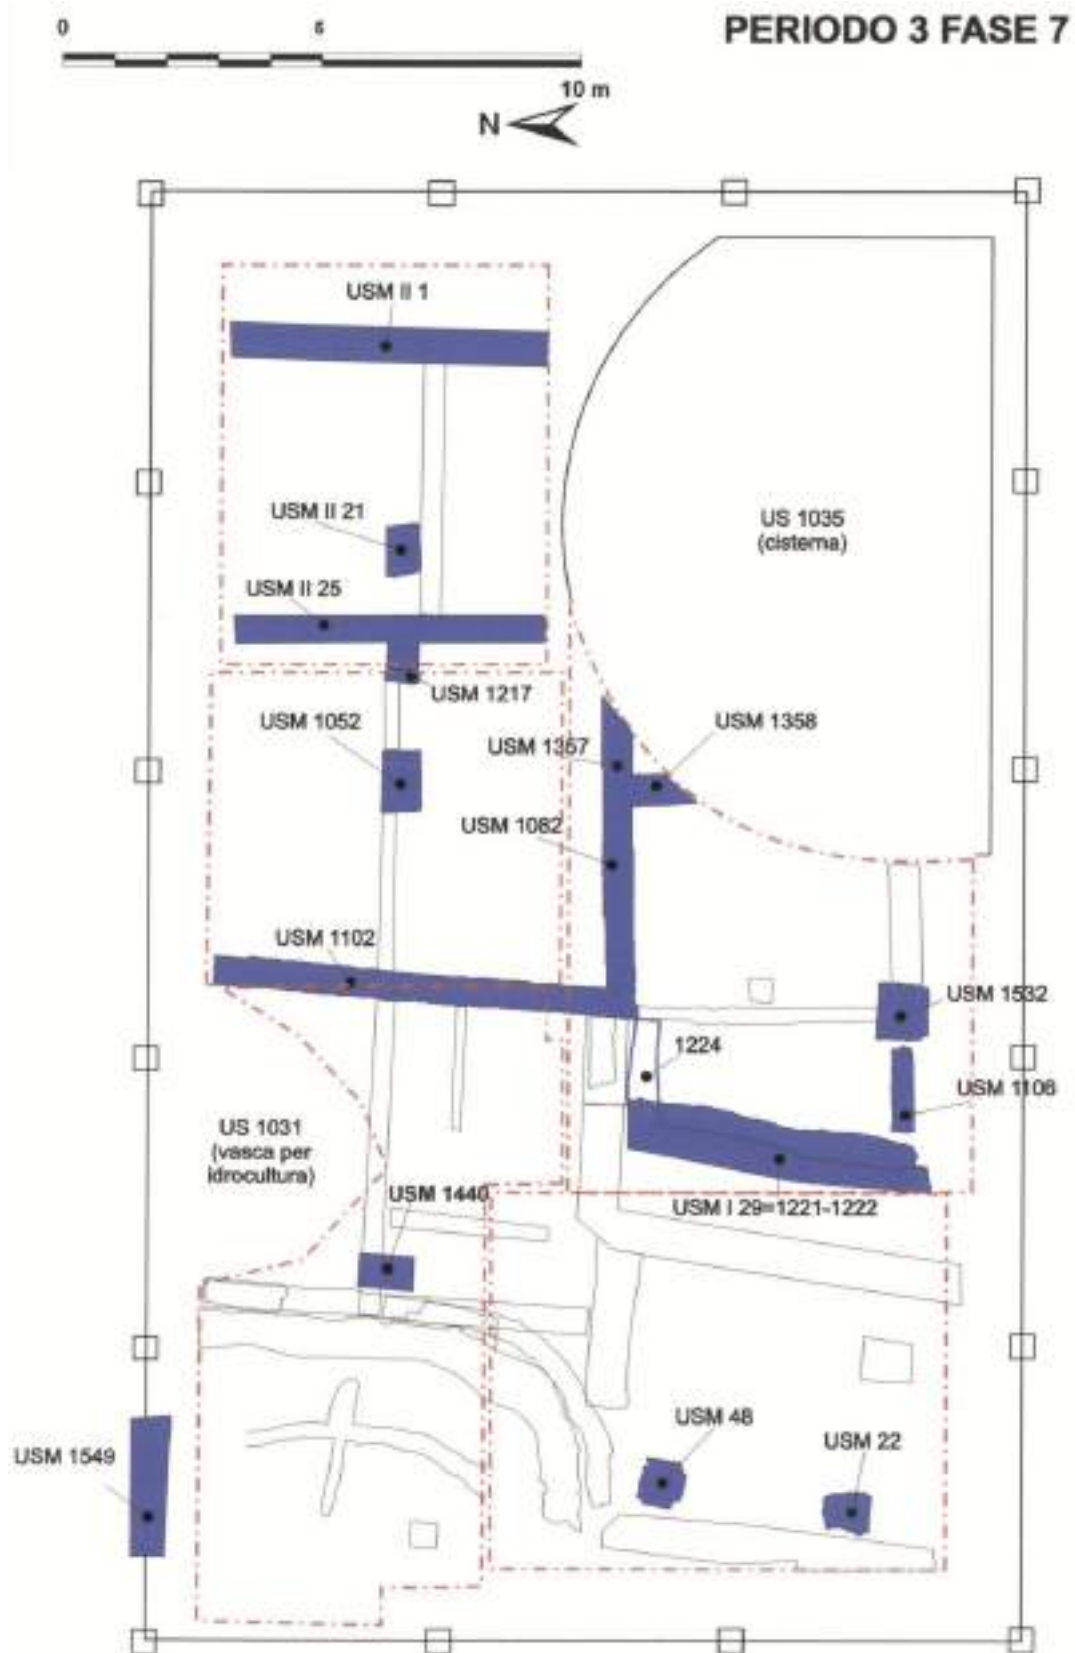 0 5 PERIODO 3 FASE 7
10 m
N
USM II 1
USM II 21
US 1035
(cisterna)
USM II 25
USM 1217
USM 1052
USM 1358
USM 1357
USM 1082
USM 1102
USM 1532
1224
USM 1106
US 1031
(vasca per
idrocultura)
USM 1440
USM I 29=1221-1222
USM 48
USM 22
USM 1549